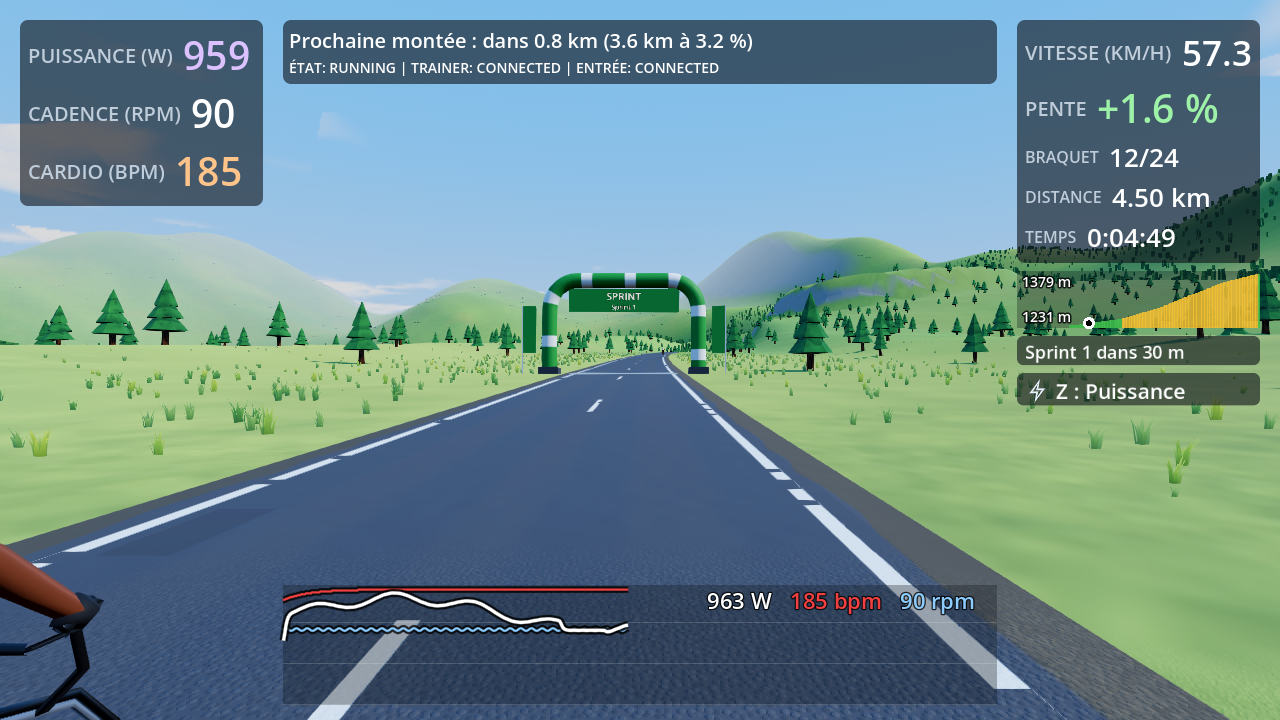 PUISSANCE (W) 959
CADENCE (RPM) 90
CARDIO (BPM) 185
Prochaine montée : dans 0.8 km (3.6 km à 3.2 %)
ÉTAT: RUNNING | TRAINER: CONNECTED | ENTRÉE: CONNECTED
VITESSE (KM/H) 57.3
PENTE +1.6 %
BRAQUET 12/24
DISTANCE 4.50 km
TEMPS 0:04:49
1379 m
1231 m
Sprint 1 dans 30 m
Z : Puissance
SPRINT
Sprint 1
963 W 185 bpm 90 rpm